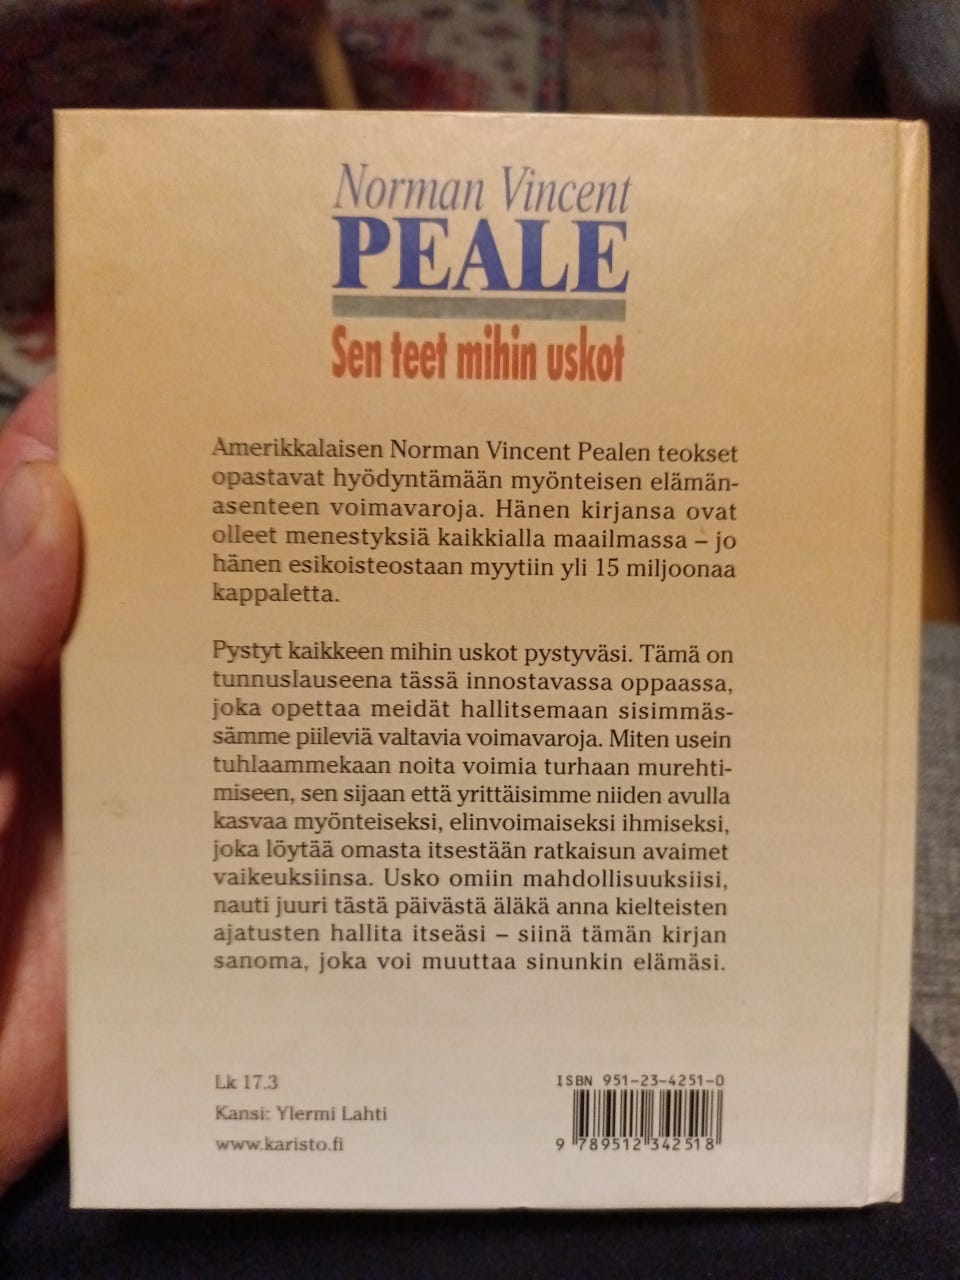 Norman Vincent
PEALE
Sen teet mihin uskot
Amerikkalaisen Norman Vincent Pealen teokset
opastavat hyödyntämään myönteisen elämän-
asenteen voimavaroja. Hänen kirjansa ovat
olleet menestyksiä kaikkialla maailmassa – jo
hänen esikoisteostaan myytiin yli 15 miljoonaa
kappaletta.
Pystyt kaikkeen mihin uskot pystyväsi. Tämä on
tunnuslauseena tässä innostavassa oppaassa,
joka opettaa meidät hallitsemaan sisimmäs-
sämme piileviä valtavia voimavaroja. Miten usein
tuhlaammekaan noita voimia turhaan murehti-
miseen, sen sijaan että yrittäisimme niiden avulla
kasvaa myönteiseksi, elinvoimaiseksi ihmiseksi,
joka löytää omasta itsestään ratkaisun avaimet
vaikeuksiinsa. Usko omiin mahdollisuuksiisi,
nauti juuri tästä päivästä äläkä anna kielteisten
ajatusten hallita itseäsi – siinä tämän kirjan
sanoma, joka voi muuttaa sinunkin elämäsi.
Lk 17.3
Kansi: Ylermi Lahti
www.karisto.fi
ISBN 951-23-4251-0
9 789512 342518